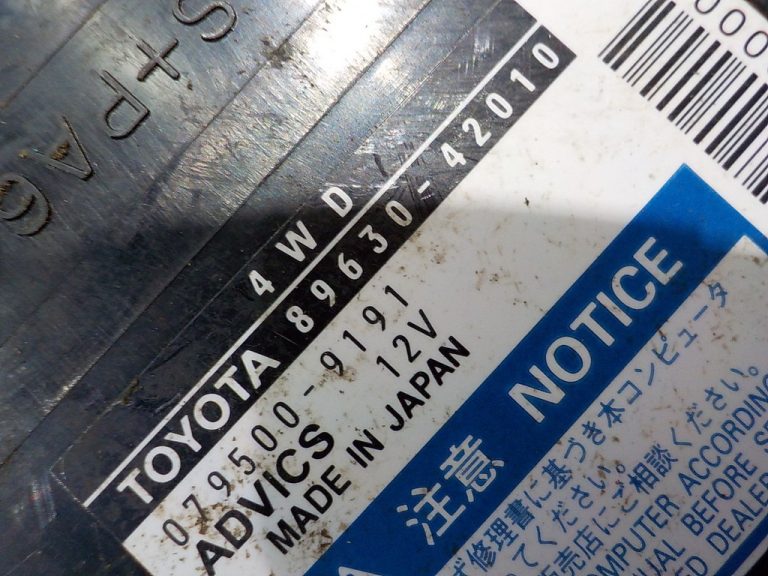 S+PAG
4WD
TOYOTA 89630-42010
079500-9191
ADVICS 12V
MADE IN JAPAN
注意 NOTICE
修理書に基づき本コンピュータ
てください。
売店にご相談ください。
COMPUTER ACCORDING
BEFORE
DEALER